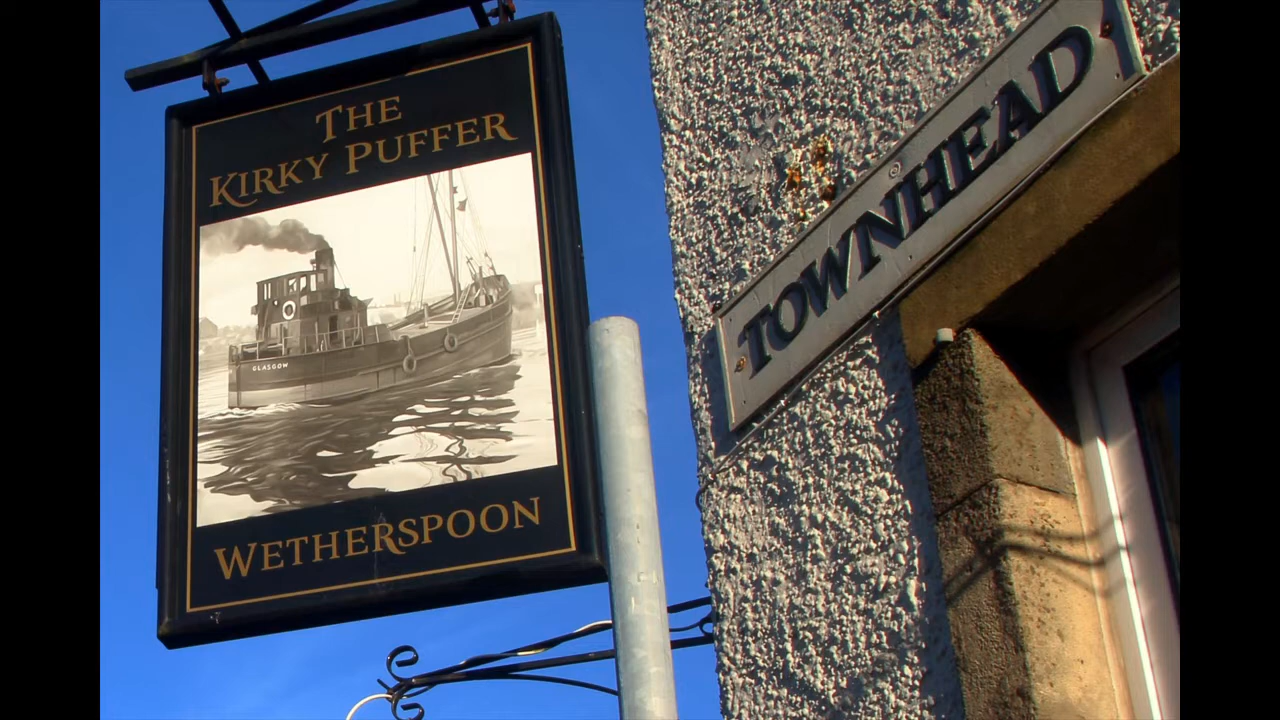 THE
KIRKY PUFFER
GLASGOW
WETHERSPOON
TOWNHEAD